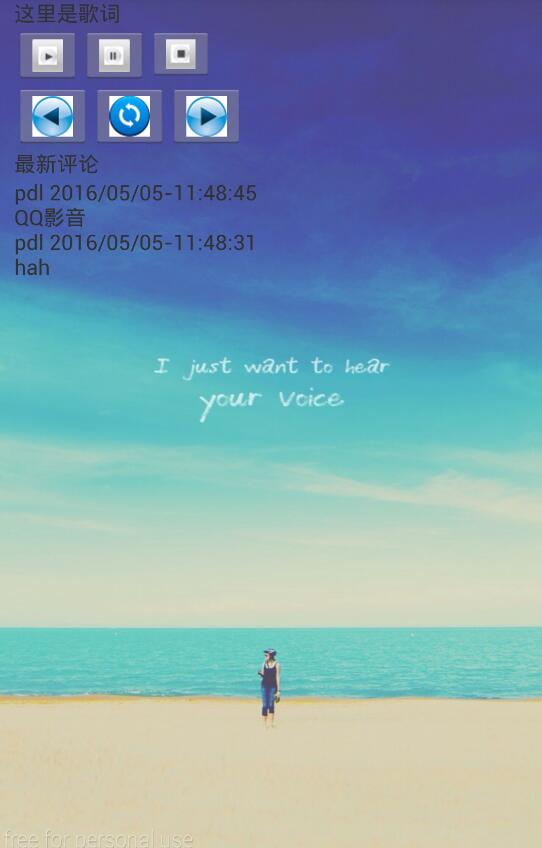 这里是歌词
最新评论
pdl 2016/05/05-11:48:45
QQ影音
pdl 2016/05/05-11:48:31
hah
I just want to hear
your voice
free for personal use